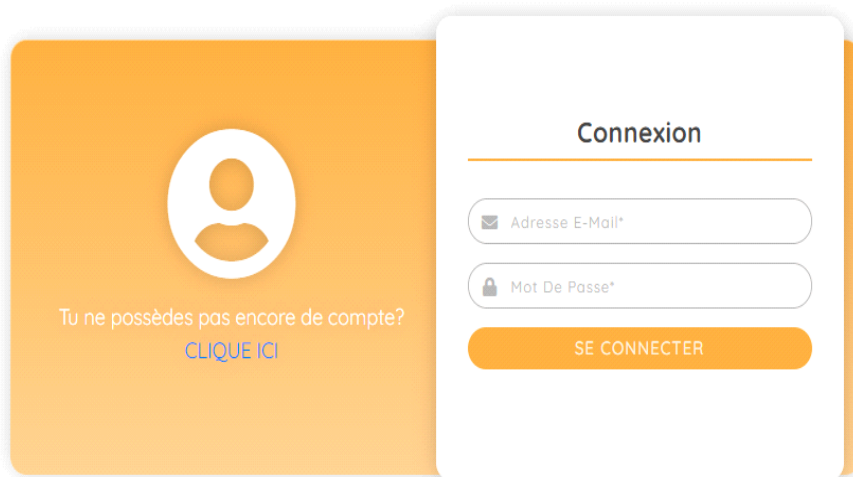 Tu ne possèdes pas encore de compte?
CLIQUE ICI
Connexion
Adresse E-Mail*
Mot De Passe*
SE CONNECTER